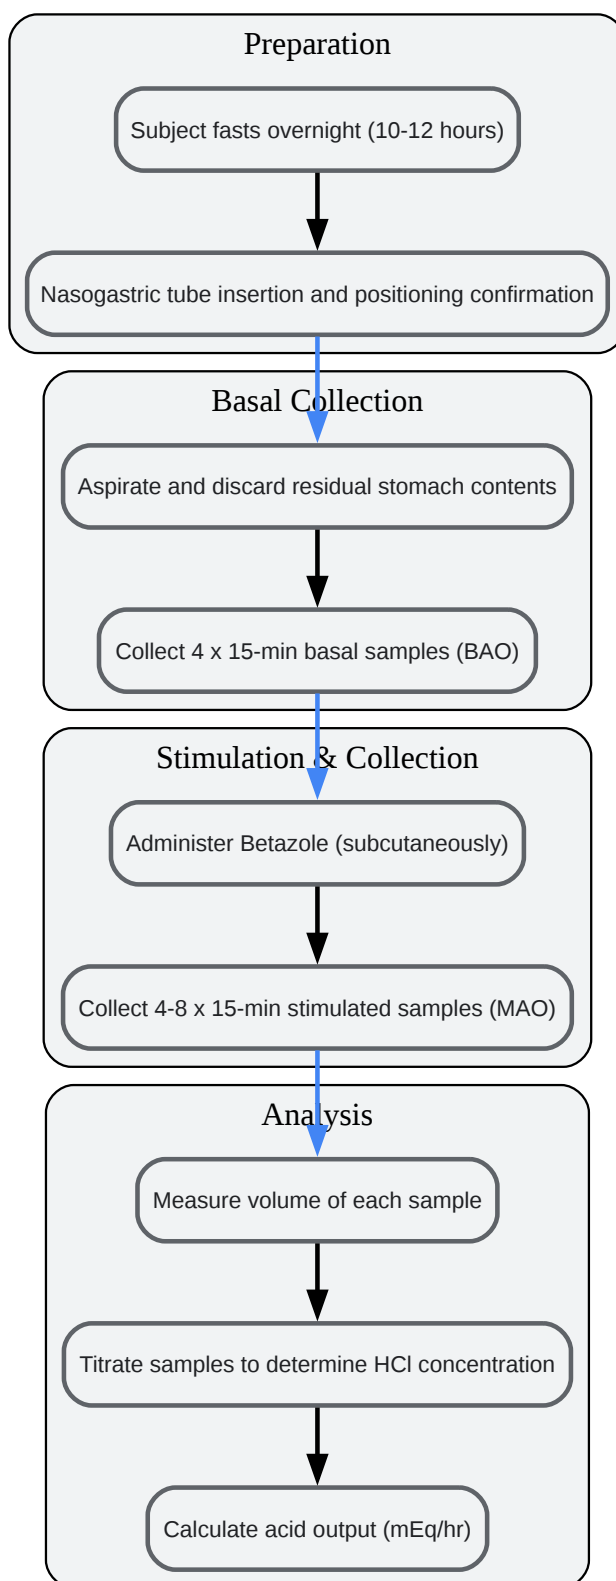 Preparation
Subject fasts overnight (10-12 hours)
Nasogastric tube insertion and positioning confirmation
Basal Collection
Aspirate and discard residual stomach contents
Collect 4 x 15-min basal samples (BAO)
Stimulation & Collection
Administer Betazole (subcutaneously)
Collect 4-8 x 15-min stimulated samples (MAO)
Analysis
Measure volume of each sample
Titrate samples to determine HCl concentration
Calculate acid output (mEq/hr)